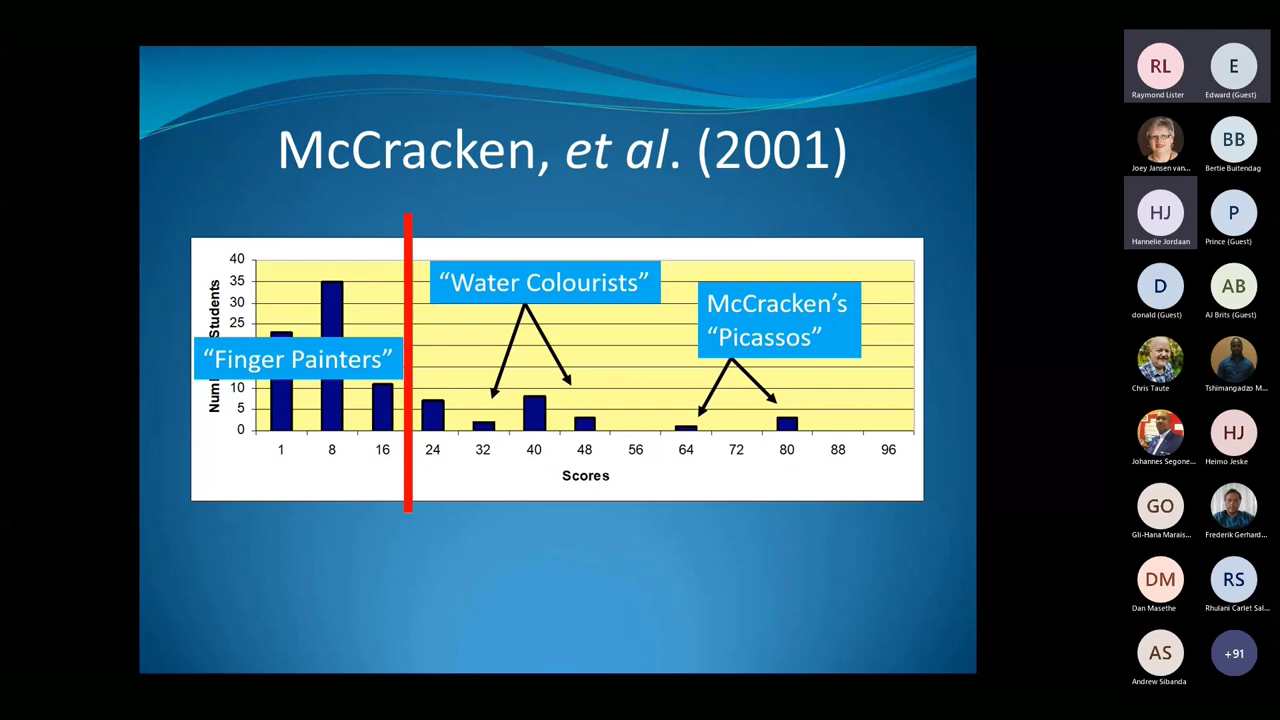 McCracken, et al. (2001)
40
35
30
25
10
5
0
Students
"Finger Painters"
"Water Colourists"
McCracken's
"Picassos"
1 8 16 24 32 40 48 56 64 72 80 88 96
Scores
RL
Raymond Lister
E
Edward (Guest)
Joey Jansen van...
BB
Bertie Buitendag
HJ
Hannelie Jordaan
P
Prince (Guest)
D
donald (Guest)
AB
AJ Brits (Guest)
Chris Taute
Tshimangadzo M...
Johannes Segone...
HJ
Heimo Jeske
GO
Gli-Hana Marais...
Frederik Gerhard...
DM
Dan Masethe
RS
Rhulani Carlet Sal...
AS
Andrew Sibanda
+91